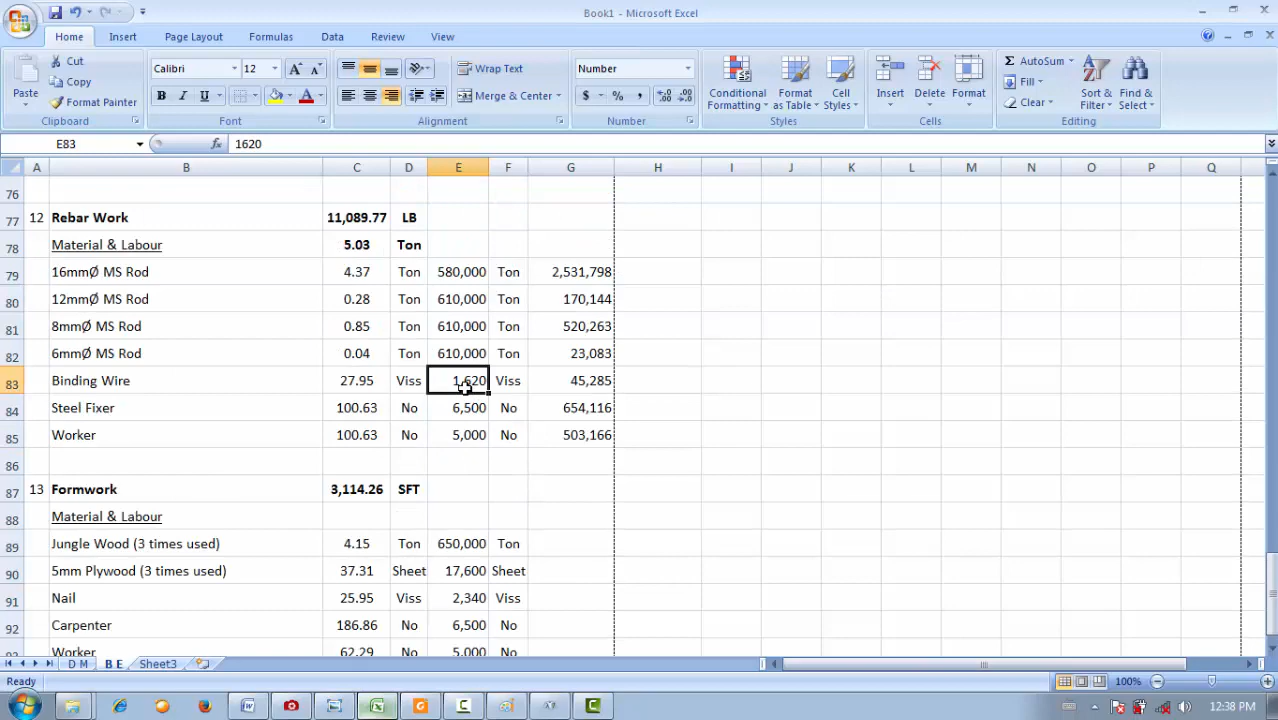 Book1 - Microsoft Excel
Home Insert Page Layout Formulas Data Review View
Paste Cut Copy Format Painter Clipboard
Calibri 12 A A B I U A Font
Wrap Text Merge & Center Alignment
Number $ % , Number
Conditional Formatting Format as Table Cell Styles Styles
Insert Delete Format Cells
Σ AutoSum Fill Clear Sort & Filter Find & Select Editing
E83 fx 1620
A B C D E F G H I J K L M N O P Q
76
77 12 Rebar Work 11,089.77 LB
78 Material & Labour 5.03 Ton
79 16mmØ MS Rod 4.37 Ton 580,000 Ton 2,531,798
80 12mmØ MS Rod 0.28 Ton 610,000 Ton 170,144
81 8mmØ MS Rod 0.85 Ton 610,000 Ton 520,263
82 6mmØ MS Rod 0.04 Ton 610,000 Ton 23,083
83 Binding Wire 27.95 Viss 1,620 Viss 45,285
84 Steel Fixer 100.63 No 6,500 No 654,116
85 Worker 100.63 No 5,000 No 503,166
86
87 13 Formwork 3,114.26 SFT
88 Material & Labour
89 Jungle Wood (3 times used) 4.15 Ton 650,000 Ton
90 5mm Plywood (3 times used) 37.31 Sheet 17,600 Sheet
91 Nail 25.95 Viss 2,340 Viss
92 Carpenter 186.86 No 6,500 No
Worker 62.29 No 5,000 No
D M B E Sheet3
Ready 100%
12:38 PM